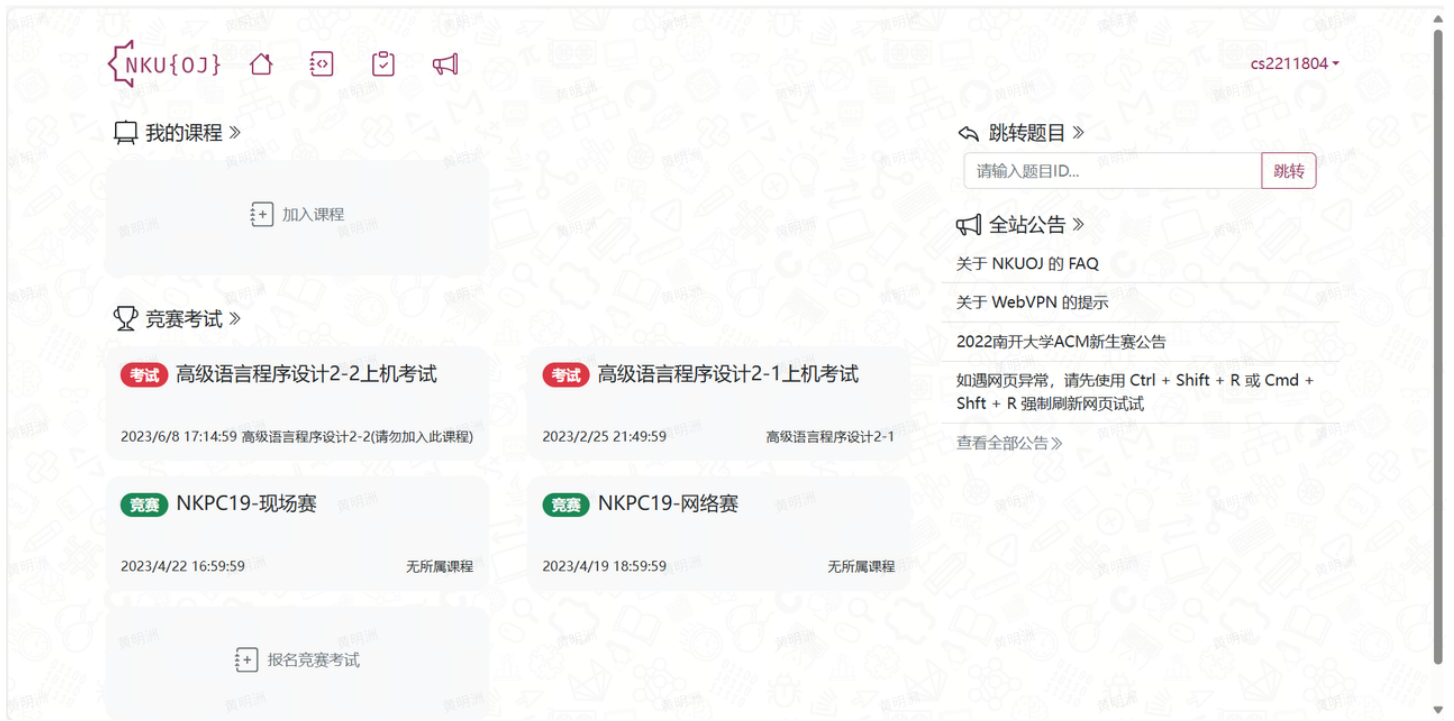 NKU{OJ}
cs2211804
我的课程
加入课程
竞赛考试
考试 高级语言程序设计2-2上机考试
2023/6/8 17:14:59 高级语言程序设计2-2(请勿加入此课程)
考试 高级语言程序设计2-1上机考试
2023/2/25 21:49:59 高级语言程序设计2-1
竞赛 NKPC19-现场赛
2023/4/22 16:59:59 无所属课程
竞赛 NKPC19-网络赛
2023/4/19 18:59:59 无所属课程
报名竞赛考试
跳转题目
请输入题目ID... 跳转
全站公告
关于 NKUOJ 的 FAQ
关于 WebVPN 的提示
2022南开大学ACM新生赛公告
如遇网页异常，请先使用 Ctrl + Shift + R 或 Cmd +
Shft + R 强制刷新网页试试
查看全部公告
黄明洲